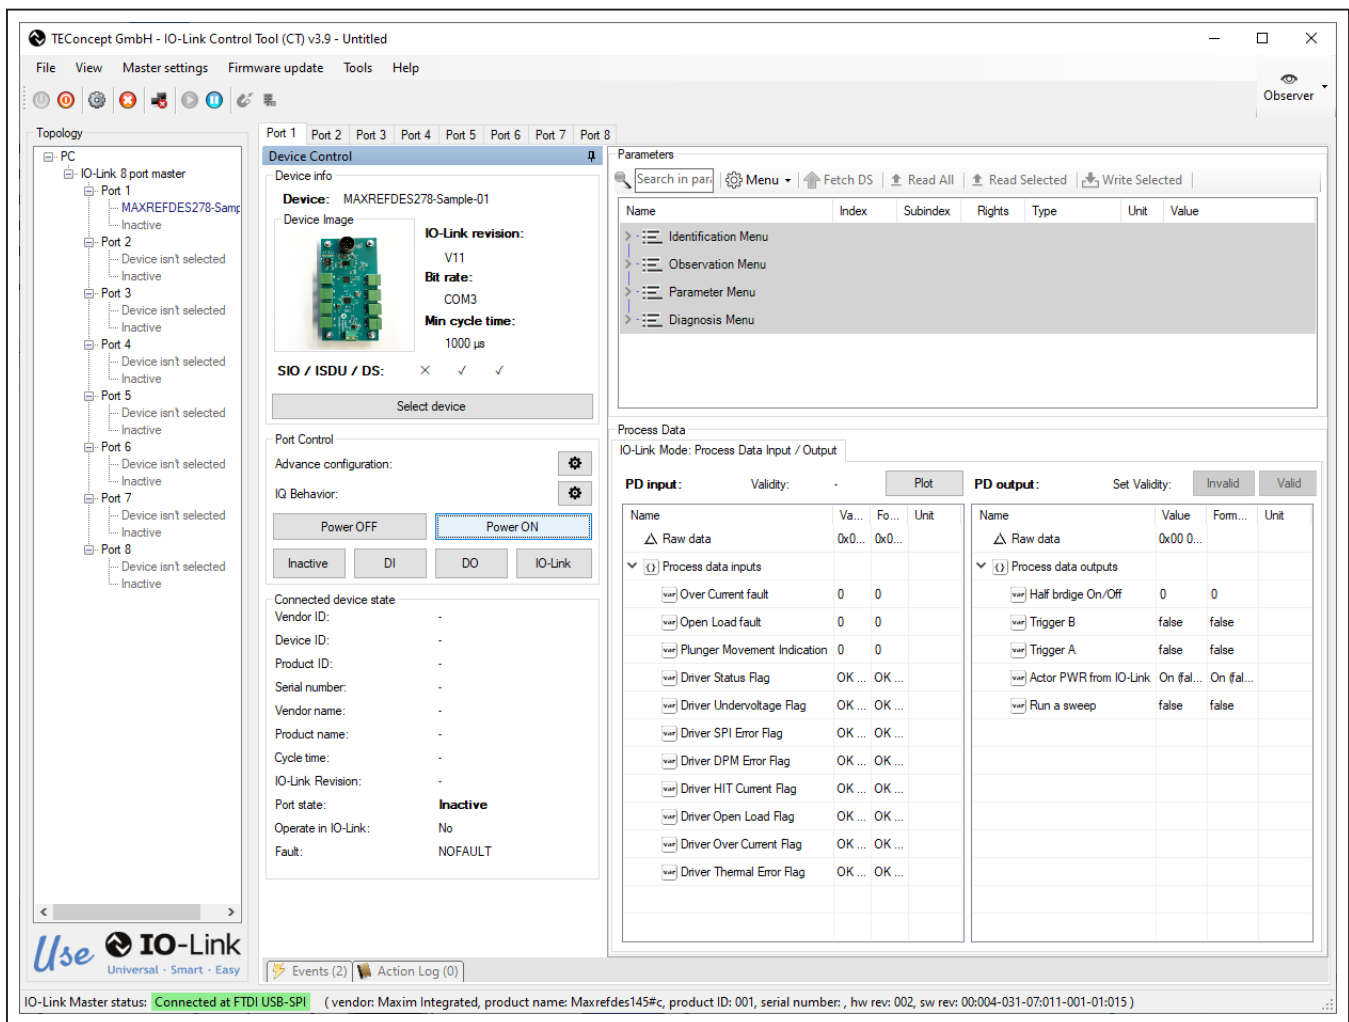 TEConcept GmbH - IO-Link Control Tool (CT) v3.9 - Untitled
File View Master settings Firmware update Tools Help
Observer
Topology
PC
IO-Link 8 port master
Port 1
MAXREFDES278-Samp
Inactive
Port 2
Device isn't selected
Inactive
Port 3
Device isn't selected
Inactive
Port 4
Device isn't selected
Inactive
Port 5
Device isn't selected
Inactive
Port 6
Device isn't selected
Inactive
Port 7
Device isn't selected
Inactive
Port 8
Device isn't selected
Inactive
Use IO-Link
Universal · Smart · Easy
Port 1 Port 2 Port 3 Port 4 Port 5 Port 6 Port 7 Port 8
Device Control
Device info
Device: MAXREFDES278-Sample-01
Device Image
IO-Link revision:
V11
Bit rate:
COM3
Min cycle time:
1000 µs
SIO / ISDU / DS: × ✓ ✓
Select device
Port Control
Advance configuration:
IQ Behavior:
Power OFF Power ON
Inactive DI DO IO-Link
Connected device state
Vendor ID: -
Device ID: -
Product ID: -
Serial number: -
Vendor name: -
Product name: -
Cycle time: -
IO-Link Revision: -
Port state: Inactive
Operate in IO-Link: No
Fault: NOFAULT
Events (2) Action Log (0)
Parameters
Search in par Menu Fetch DS Read All Read Selected Write Selected
Name Index Subindex Rights Type Unit Value
Identification Menu
Observation Menu
Parameter Menu
Diagnosis Menu
Process Data
IO-Link Mode: Process Data Input / Output
PD input: Validity: - Plot
Name Va... Fo... Unit
Raw data 0x0... 0x0...
Process data inputs
var Over Current fault 0 0
var Open Load fault 0 0
var Plunger Movement Indication 0 0
var Driver Status Flag OK ... OK ...
var Driver Undervoltage Flag OK ... OK ...
var Driver SPI Error Flag OK ... OK ...
var Driver DPM Error Flag OK ... OK ...
var Driver HIT Current Flag OK ... OK ...
var Driver Open Load Flag OK ... OK ...
var Driver Over Current Flag OK ... OK ...
var Driver Thermal Error Flag OK ... OK ...
PD output: Set Validity: Invalid Valid
Name Value Form... Unit
Raw data 0x00 0...
Process data outputs
var Half brdige On/Off 0 0
var Trigger B false false
var Trigger A false false
var Actor PWR from IO-Link On (fal... On (fal...
var Run a sweep false false
IO-Link Master status: Connected at FTDI USB-SPI ( vendor: Maxim Integrated, product name: Maxrefdes145#c, product ID: 001, serial number: , hw rev: 002, sw rev: 00:004-031-07:011-001-01:015 )